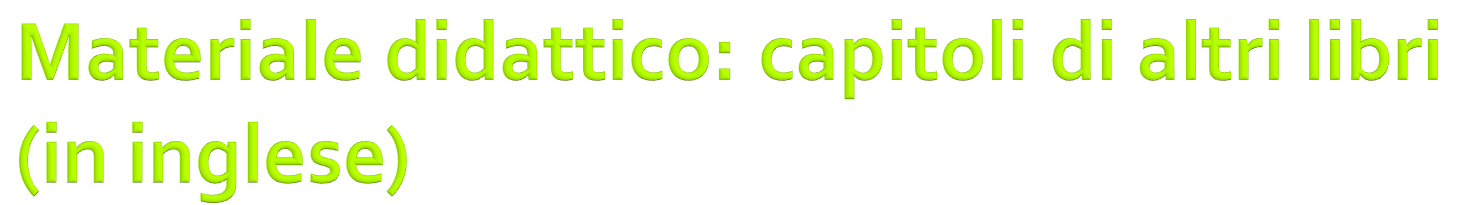 Materiale didattico: capitoli di altri libri
(in inglese)